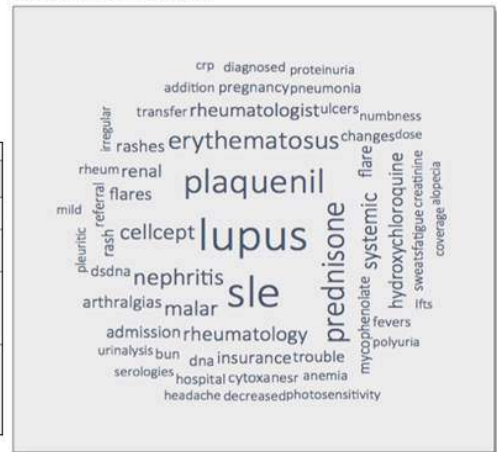 crp diagnosed proteinuria
addition pregnancy pneumonia
transfer rheumatologist ulcers numbness
irregular rashes erythematosus changes dose
rheum renal plaquenil flare
mild referral flares
pleuritic rash cellcept lupus prednisone systemic hydroxychloroquine sweats fatigue creatinine coverage alopecia
dsdna nephritis sle
arthralgias malar mycophenolate lfts
admission rheumatology fevers
urinalysis bun dna insurance trouble polyuria
serologies hospital cytoxan esr anemia
headache decreased photosensitivity